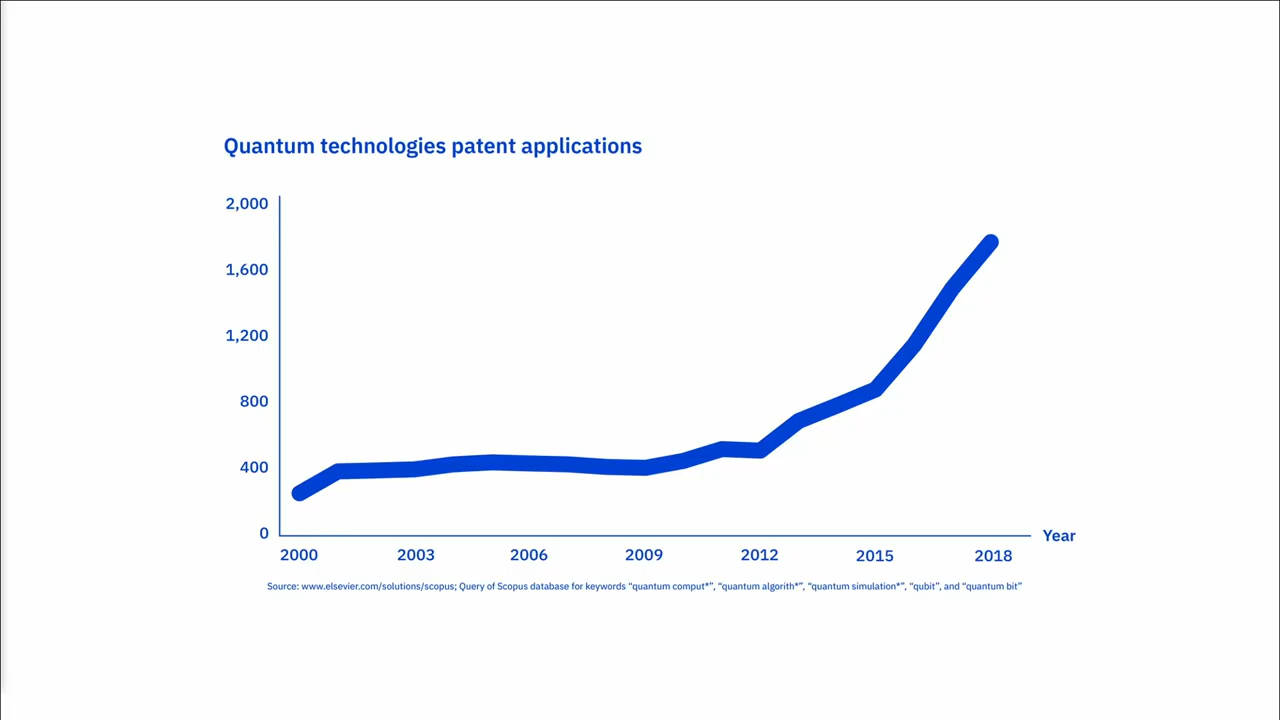 Quantum technologies patent applications
2,000
1,600
1,200
800
400
0
Year
2000 2003 2006 2009 2012 2015 2018
Source: www.elsevier.com/solutions/scopus; Query of Scopus database for keywords “quantum comput*”, “quantum algorith*”, “quantum simulation*”, “qubit”, and “quantum bit”